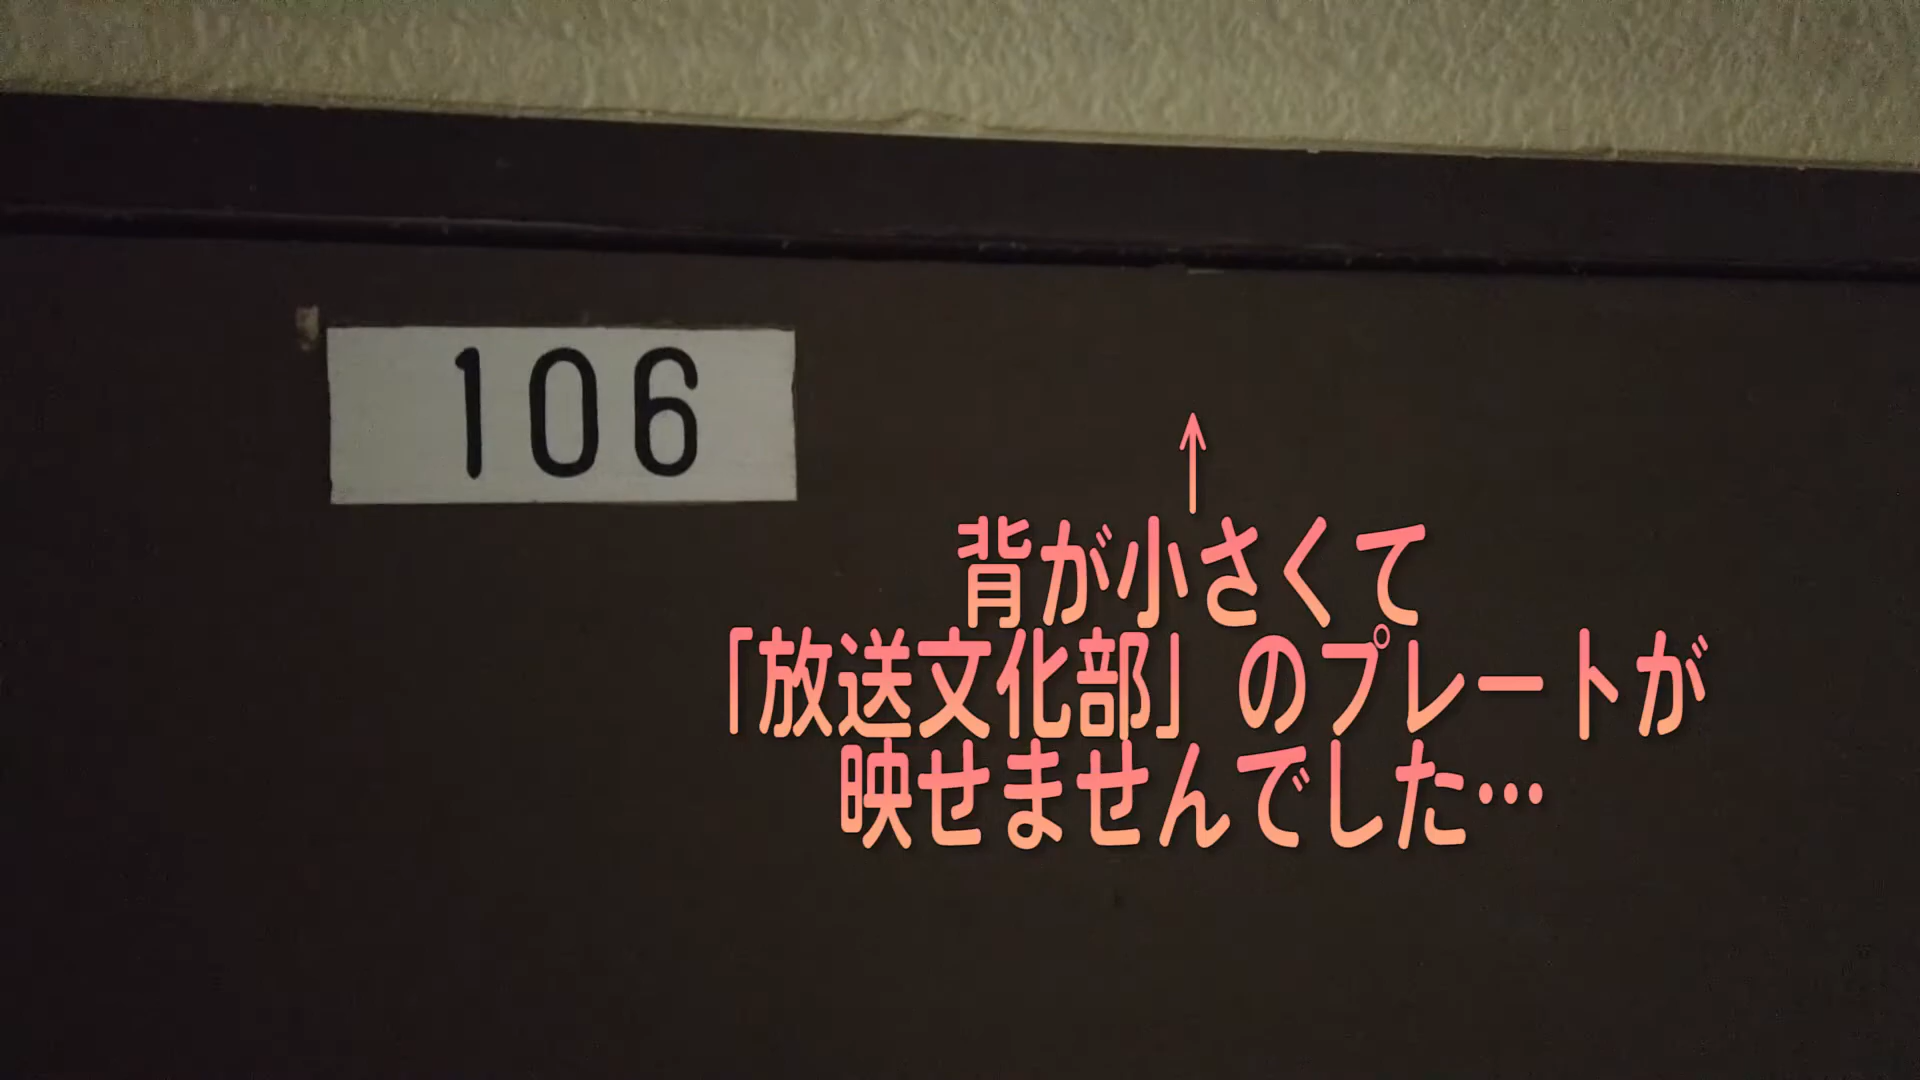 106
↑
背が小さくて
「放送文化部」のプレートが
映せませんでした…